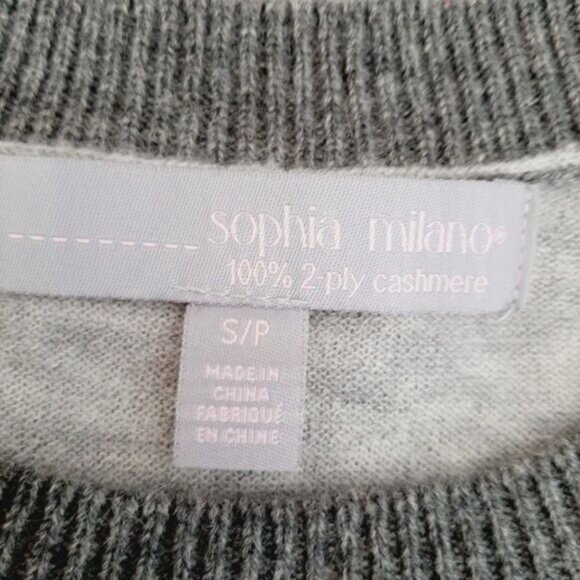 sophia milano®
100% 2-ply cashmere
S/P
MADE IN
CHINA
FABRIQUÉ
EN CHINE